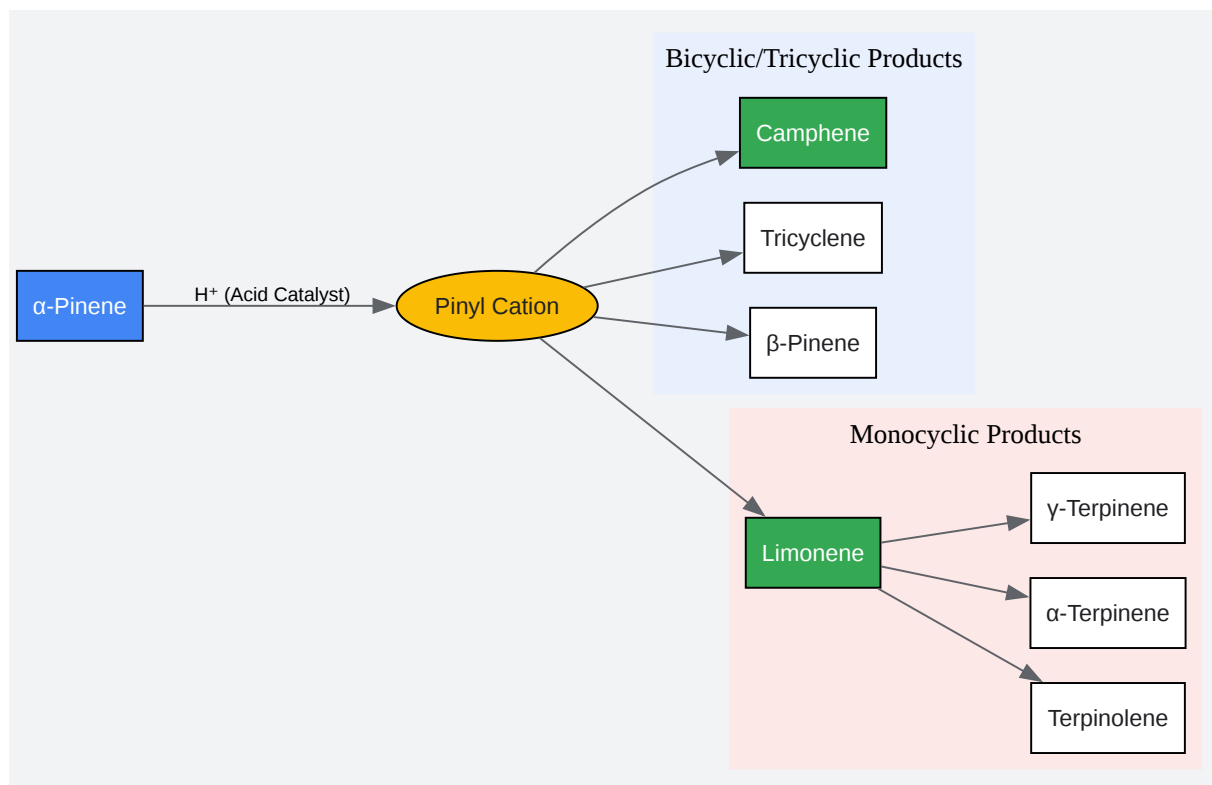 Bicyclic/Tricyclic Products
Camphene
Tricyclene
β-Pinene
α-Pinene
H⁺ (Acid Catalyst)
Pinyl Cation
Monocyclic Products
Limonene
γ-Terpinene
α-Terpinene
Terpinolene